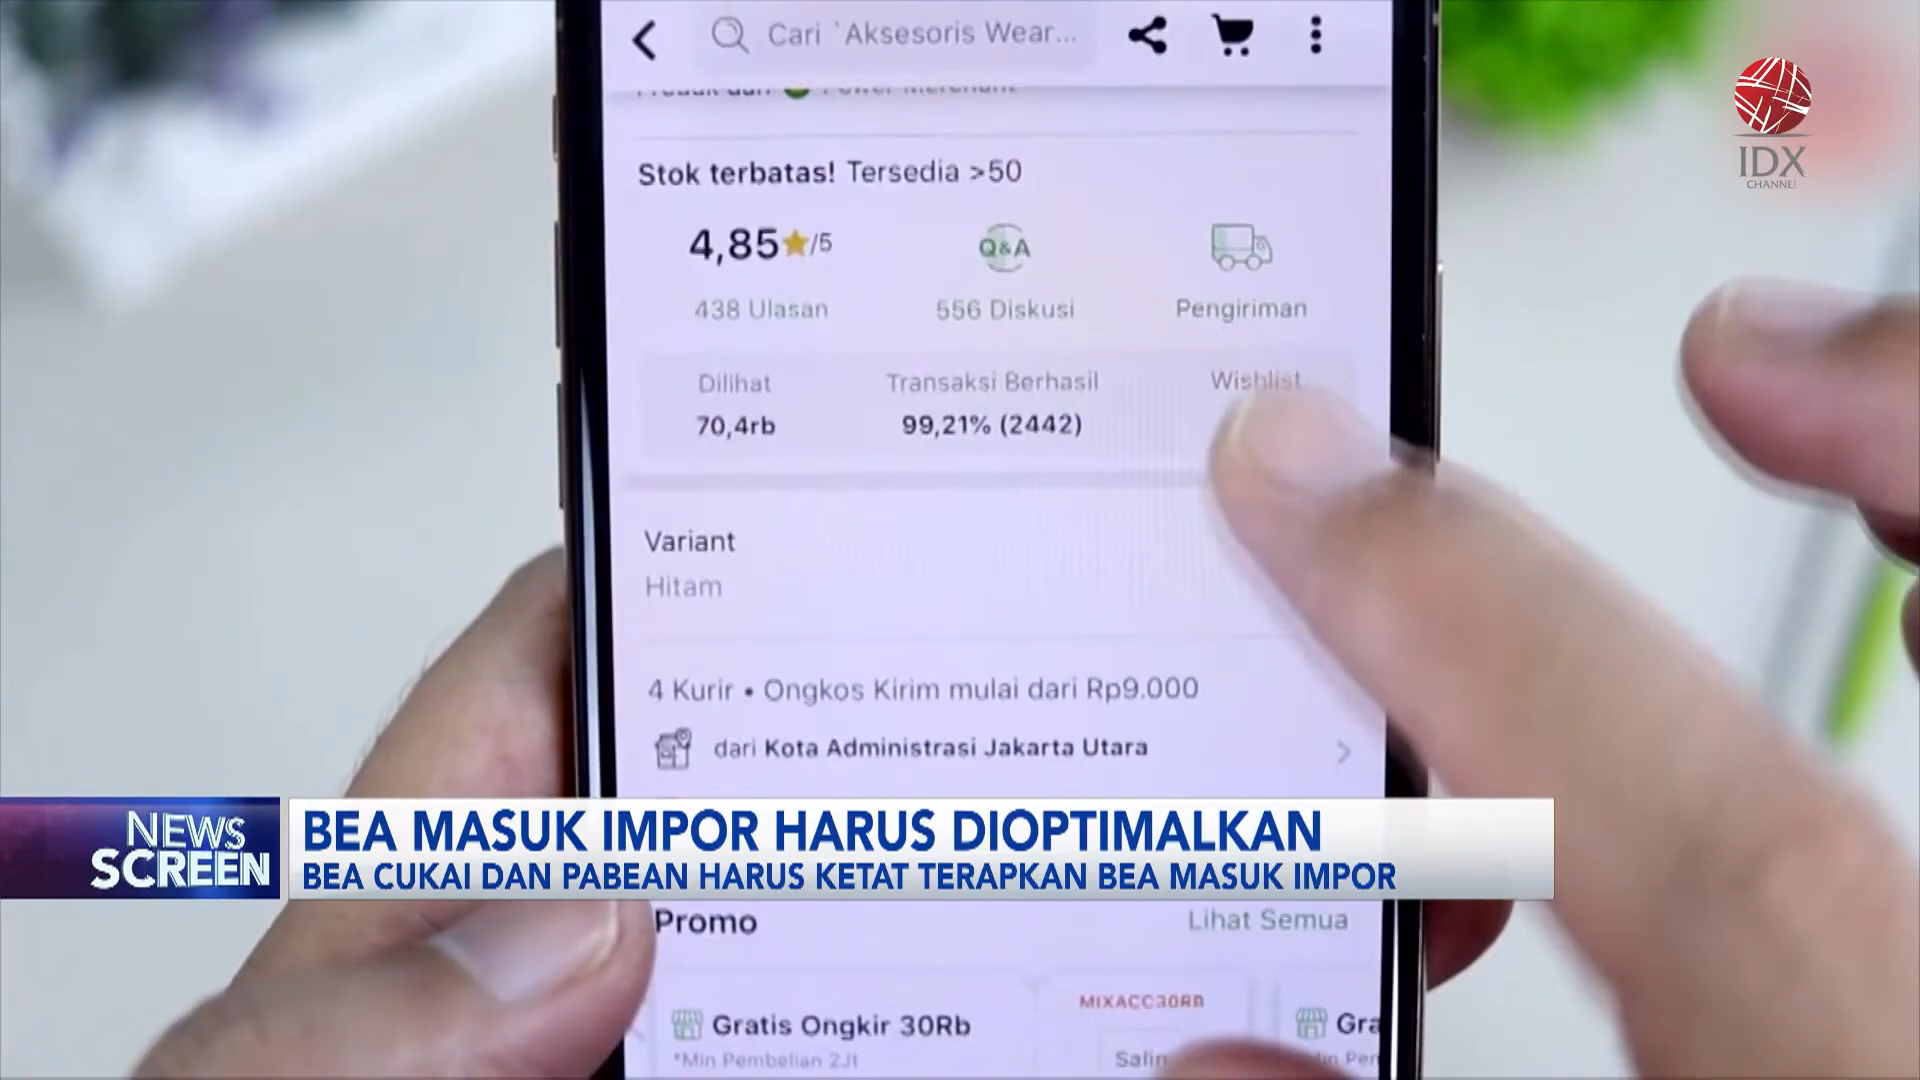 Cari `Aksesoris Wear...
IDX
CHANNEL
Stok terbatas! Tersedia >50
4,85 /5
Q&A
438 Ulasan
556 Diskusi
Pengiriman
Dilihat
Transaksi Berhasil
Wishlist
70,4rb
99,21% (2442)
Variant
Hitam
4 Kurir • Ongkos Kirim mulai dari Rp9.000
dari Kota Administrasi Jakarta Utara
NEWS
SCREEN
BEA MASUK IMPOR HARUS DIOPTIMALKAN
BEA CUKAI DAN PABEAN HARUS KETAT TERAPKAN BEA MASUK IMPOR
Promo
Lihat Semua
MIXACC30RB
Gratis Ongkir 30Rb
Gra
*Min Pembelian 2Jt
Salin